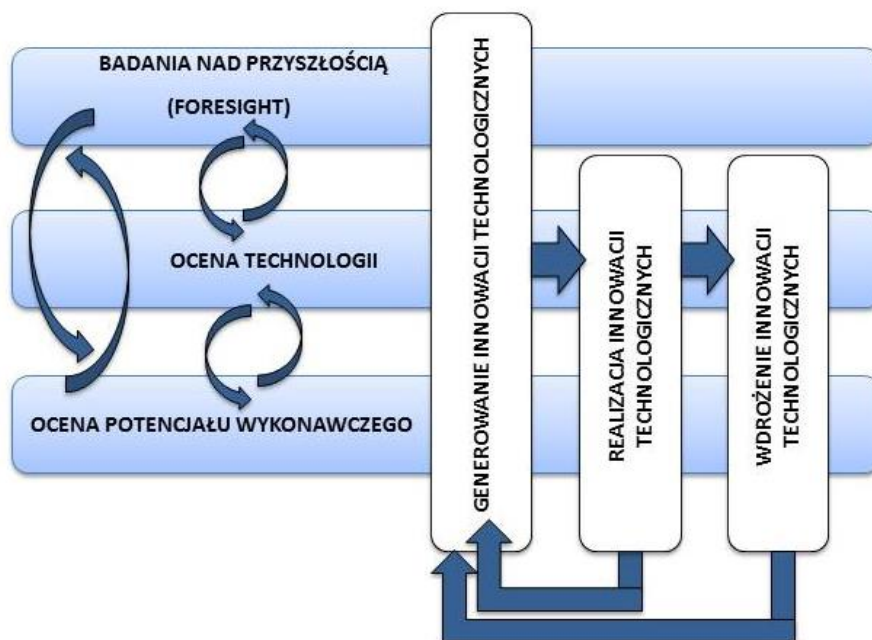 BADANIA NAD PRZYSZŁOŚCIĄ
(FORESIGHT)
OCENA TECHNOLOGII
OCENA POTENCJAŁU WYKONAWCZEGO
GENEROWANIE INNOWACJI TECHNOLOGICZNYCH
REALIZACJA INNOWACJI
TECHNOLOGICZNYCH
WDROŻENIE INNOWACJI
TECHNOLOGICZNYCH